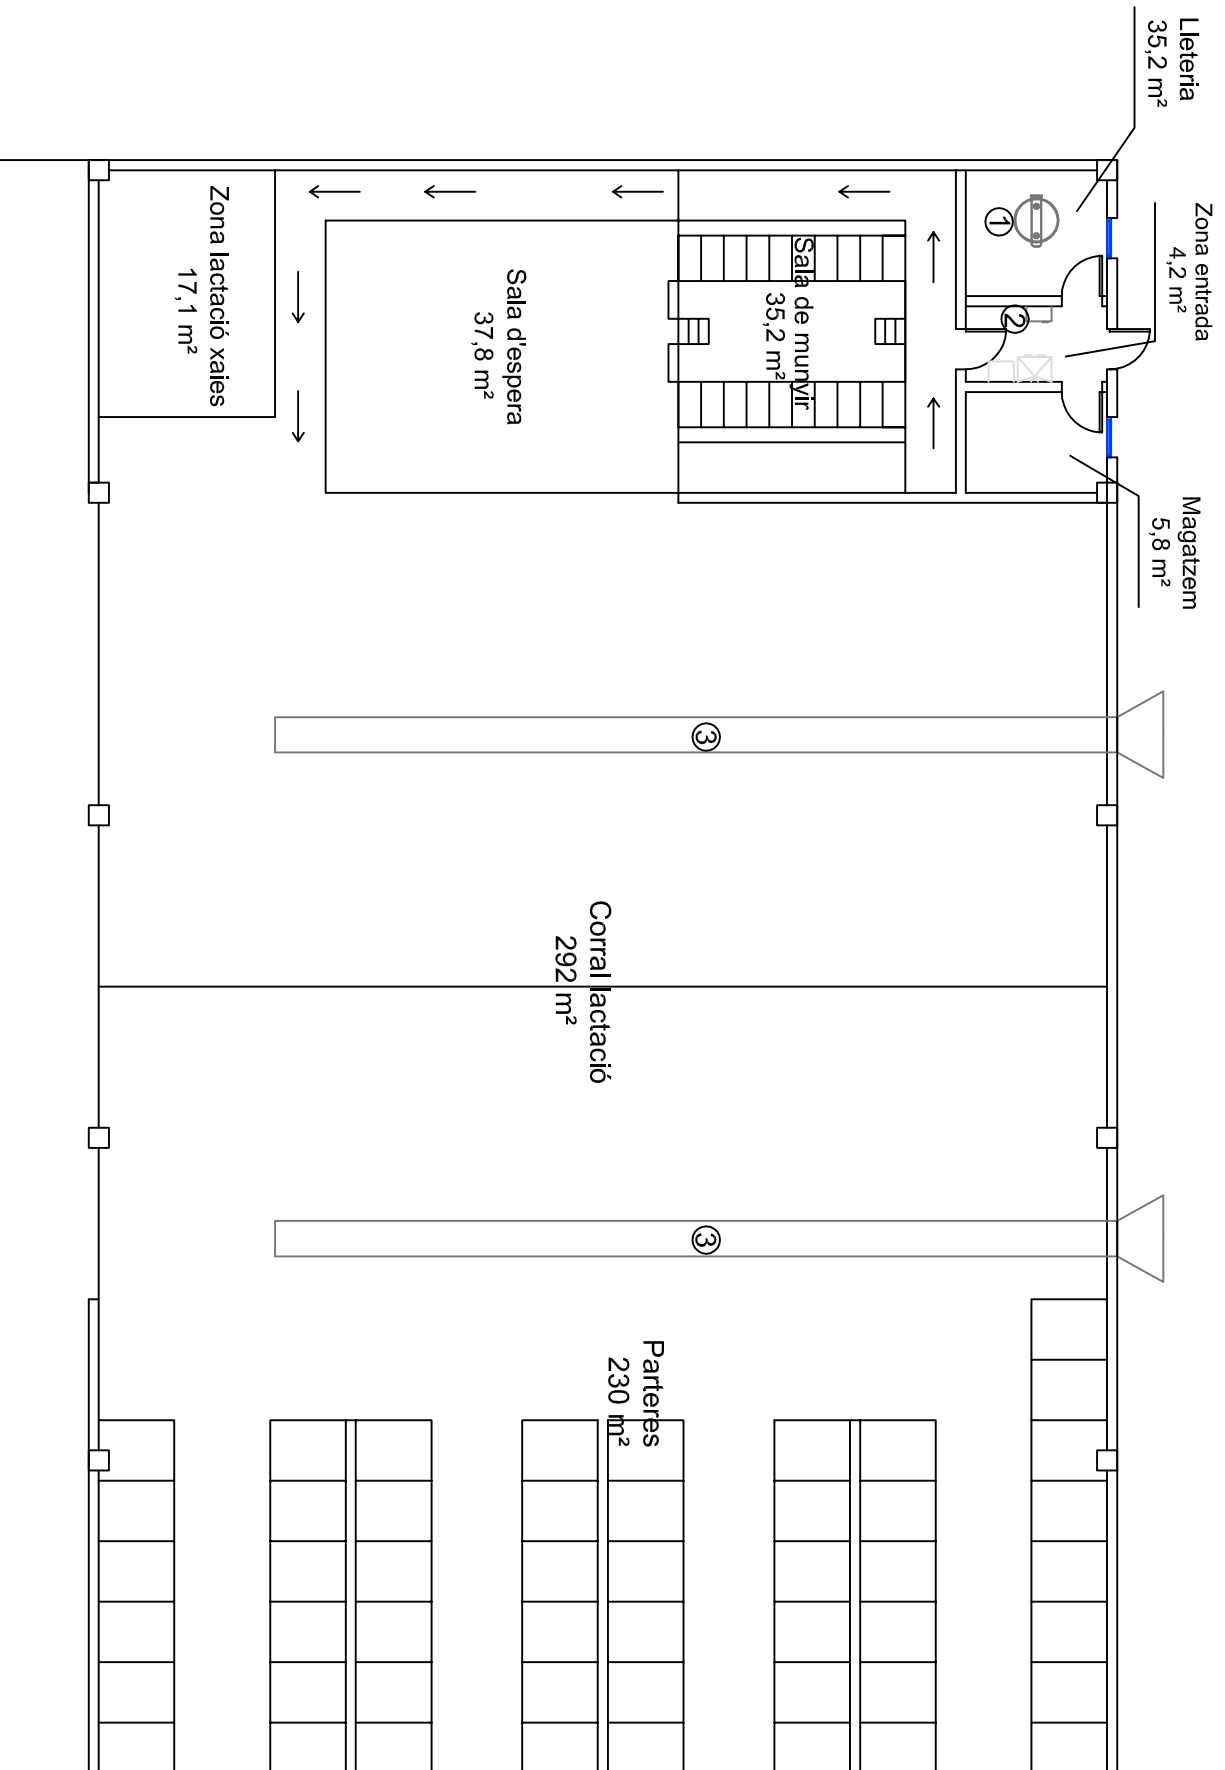 Lleteria
35,2 m²
Zona entrada
4,2 m²
Magatzem
5,8 m²
1
2
Sala de munyir
35,2 m²
Sala d'espera
37,8 m²
Zona lactació xaies
17,1 m²
3
Corral lactació
292 m²
3
Parteres
230 m²